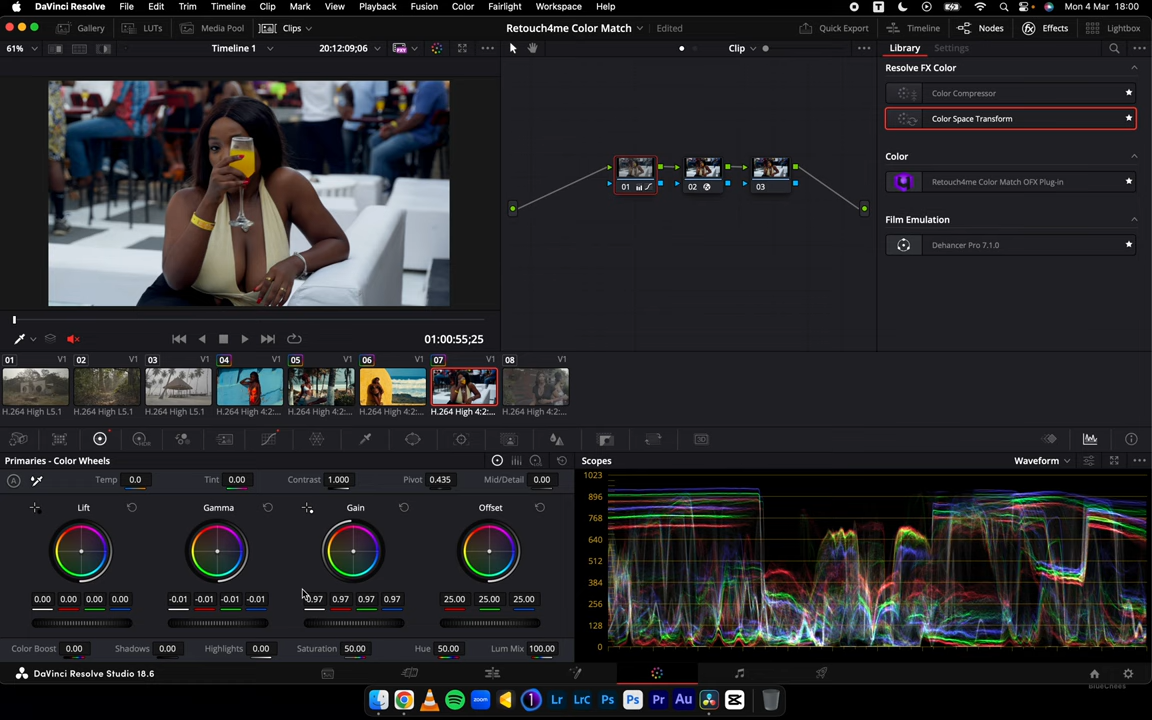 DaVinci Resolve File Edit Trim Timeline Clip Mark View Playback Fusion Color Fairlight Workspace Help Mon 4 Mar 18:00
Gallery LUTs Media Pool Clips Retouch4me Color Match Edited Quick Export Timeline Nodes Effects Lightbox
61% Timeline 1 20:12:09;06 Clip Library Settings
Resolve FX Color
Color Compressor
Color Space Transform
Color
Retouch4me Color Match OFX Plug-in
Film Emulation
Dehancer Pro 7.1.0
01 02 03
01:00:55;25
01 V1 02 V1 03 V1 04 V1 05 V1 06 V1 07 V1 08 V1
H.264 High L5.1 H.264 High L5.1 H.264 High L5.1 H.264 High 4:2:... H.264 High 4:2:... H.264 High 4:2:... H.264 High 4:2:... H.264 High 4:2:...
Primaries - Color Wheels Scopes Waveform
Temp 0.0 Tint 0.00 Contrast 1.000 Pivot 0.435 Mid/Detail 0.00
Lift Gamma Gain Offset
0.00 0.00 0.00 0.00 -0.01 -0.01 -0.01 -0.01 0.97 0.97 0.97 0.97 25.00 25.00 25.00
Color Boost 0.00 Shadows 0.00 Highlights 0.00 Saturation 50.00 Hue 50.00 Lum Mix 100.00
1023
896
768
640
512
384
256
128
0
DaVinci Resolve Studio 18.6
zoom Lr LrC Ps Ps Pr Au